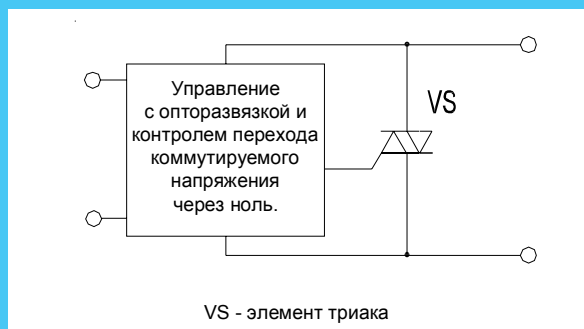 Управление
с опторазвязкой и
контролем перехода
коммутируемого
напряжения
через ноль.
VS
VS - элемент триака